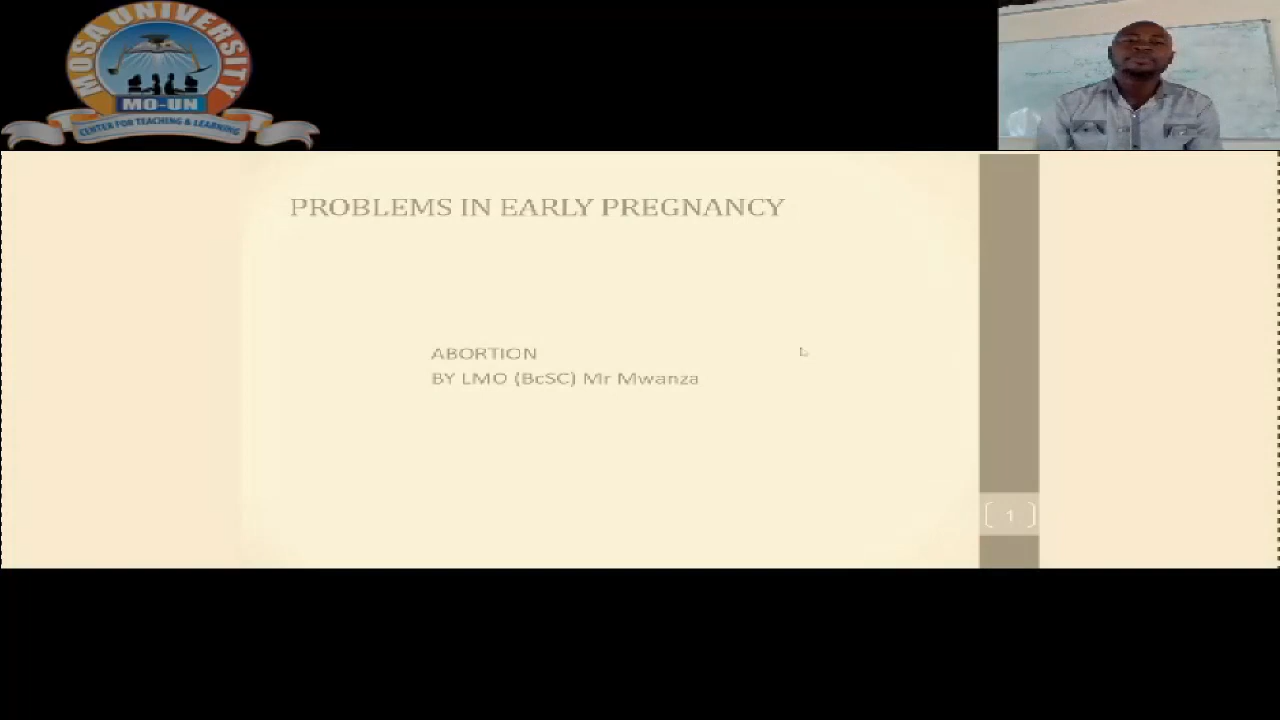 MOSA UNIVERSITY
MO-UN
CENTER FOR TEACHING & LEARNING
PROBLEMS IN EARLY PREGNANCY
ABORTION
BY LMO (BcSC) Mr Mwanza
1